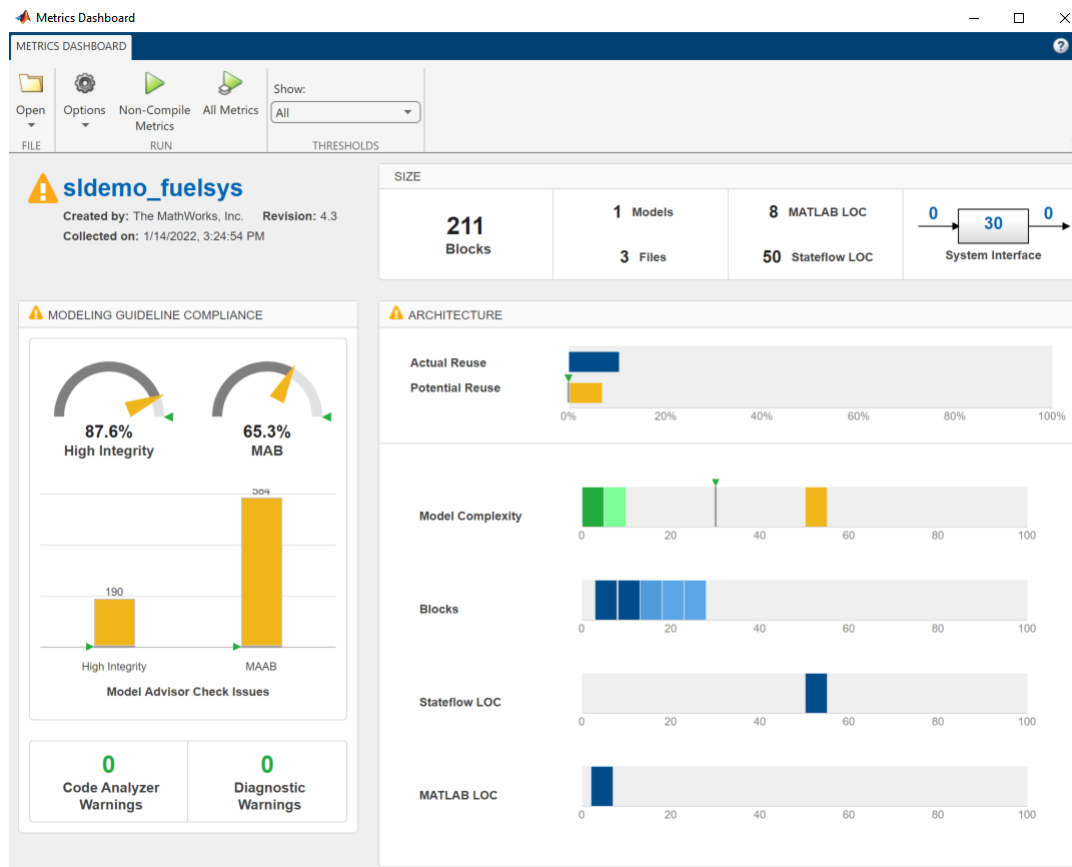 Metrics Dashboard
METRICS DASHBOARD
?
Open
Options
Non-Compile
Metrics
All Metrics
Show:
All
FILE
RUN
THRESHOLDS
sldemo_fuelsys
Created by: The MathWorks, Inc. Revision: 4.3
Collected on: 1/14/2022, 3:24:54 PM
SIZE
211
Blocks
1 Models
3 Files
8 MATLAB LOC
50 Stateflow LOC
0 30 0
System Interface
MODELING GUIDELINE COMPLIANCE
87.6%
High Integrity
65.3%
MAB
584
190
High Integrity MAAB
Model Advisor Check Issues
0
Code Analyzer
Warnings
0
Diagnostic
Warnings
ARCHITECTURE
Actual Reuse
Potential Reuse
0% 20% 40% 60% 80% 100%
Model Complexity
0 20 40 60 80 100
Blocks
0 20 40 60 80 100
Stateflow LOC
0 20 40 60 80 100
MATLAB LOC
0 20 40 60 80 100